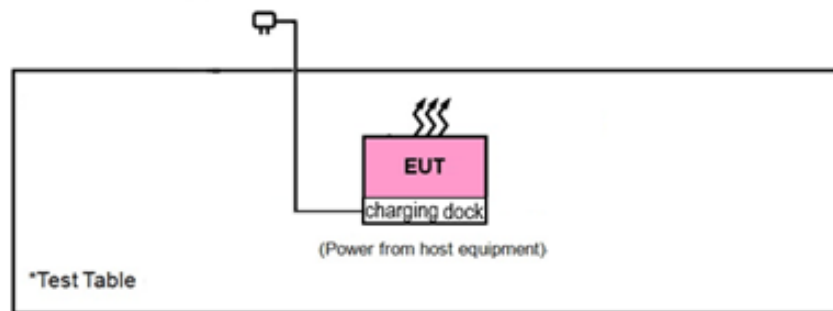 EUT
charging dock
(Power from host equipment)
*Test Table